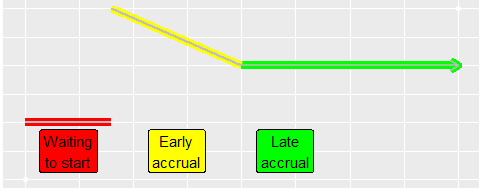 Waiting
to start
Early
accrual
Late
accrual